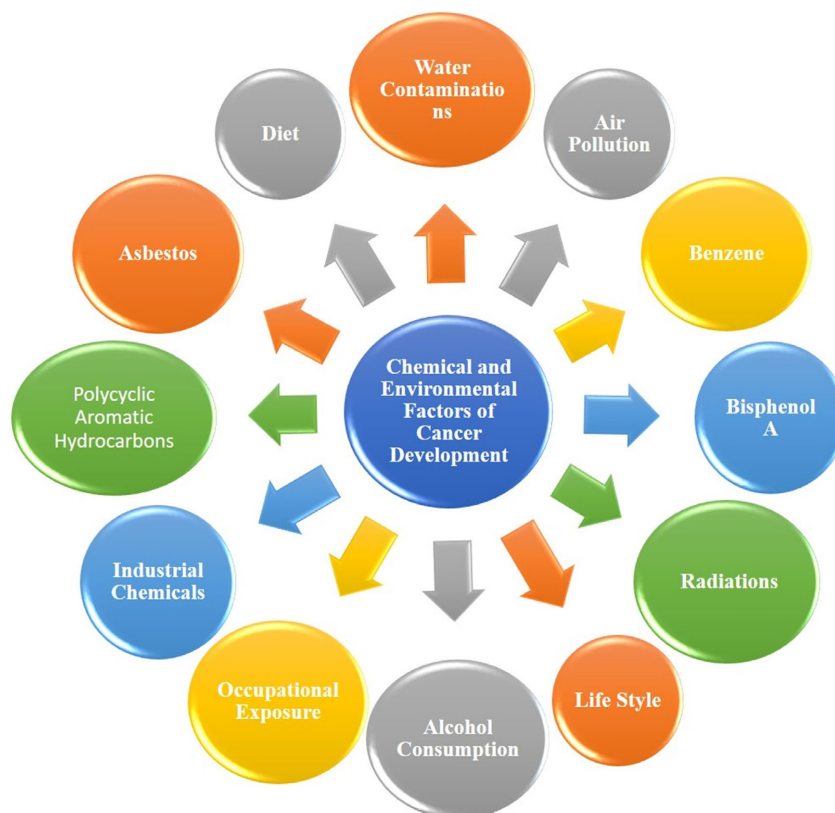 Water
Contaminatio
ns
Air
Pollution
Benzene
Bisphenol
A
Radiations
Life Style
Alcohol
Consumption
Occupational
Exposure
Industrial
Chemicals
Polycyclic
Aromatic
Hydrocarbons
Asbestos
Diet
Chemical and
Environmental
Factors of
Cancer
Development